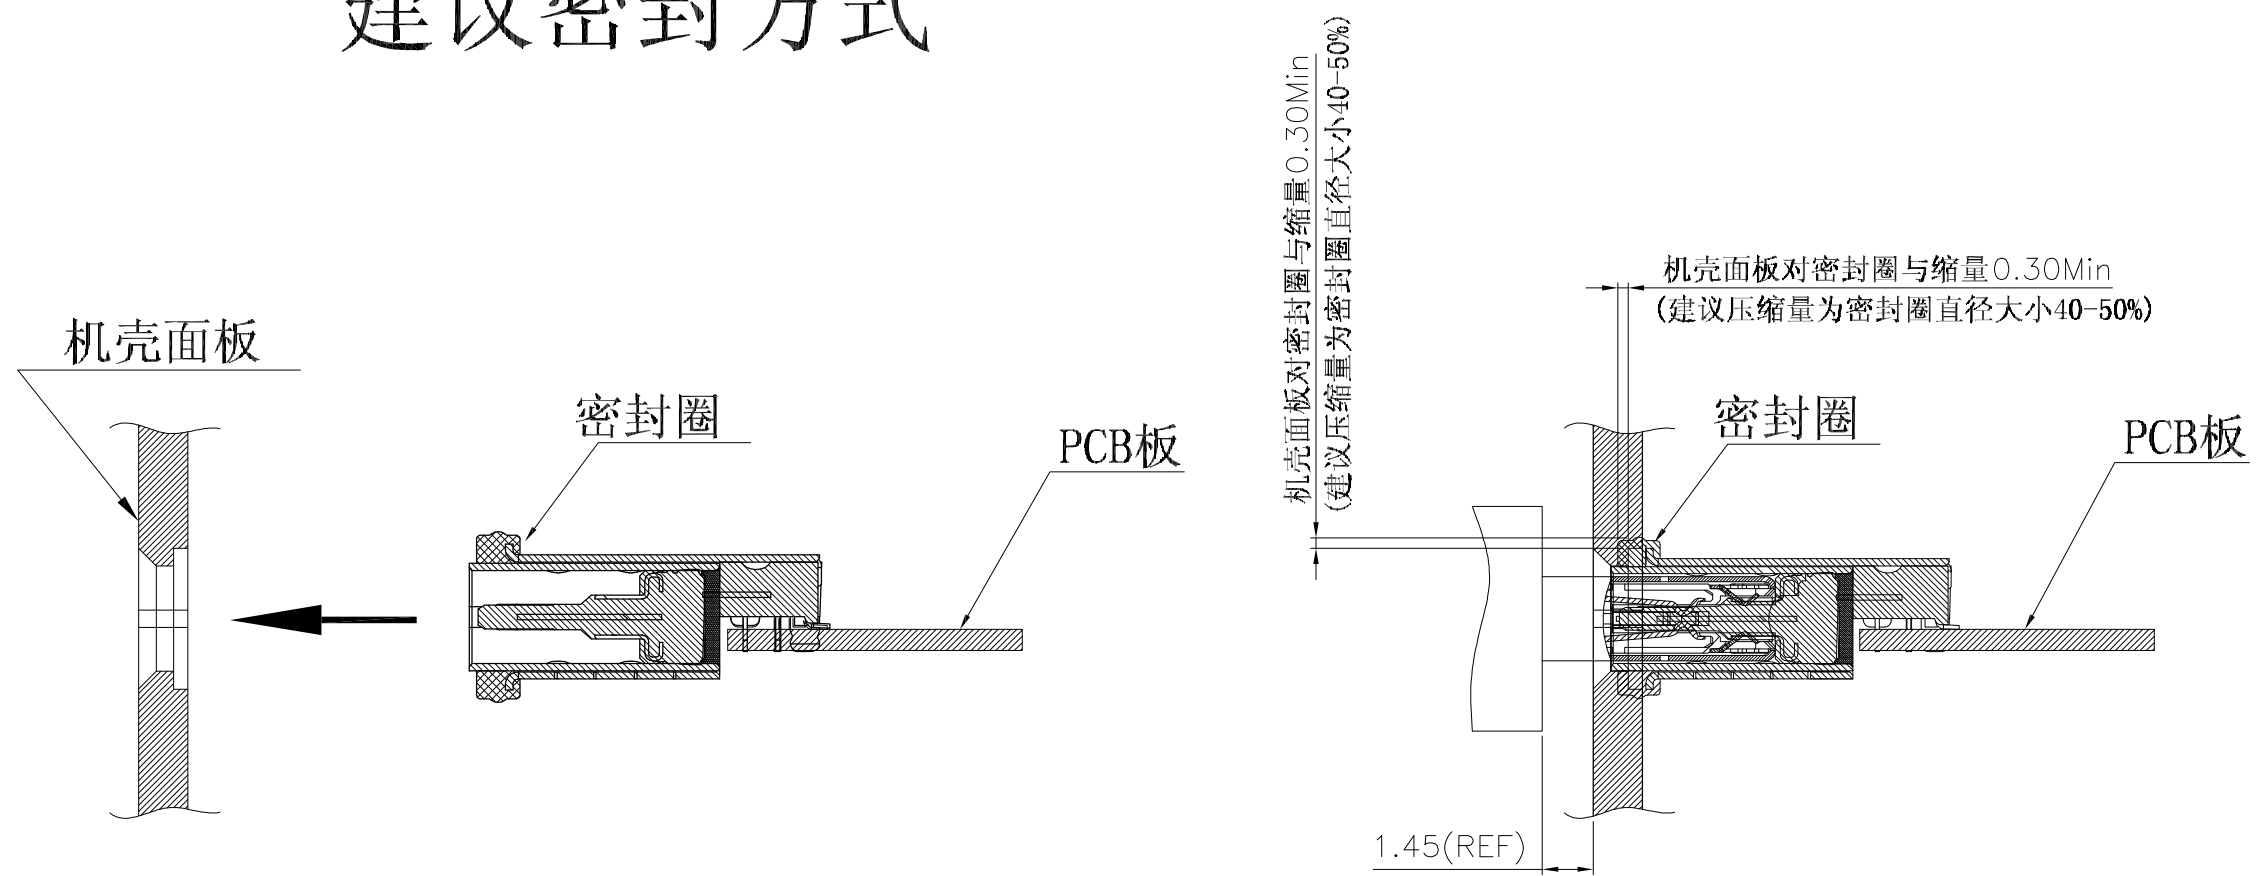 建议密封方式
机壳面板
密封圈
PCB板
机壳面板对密封圈与缩量0.30Min
(建议压缩量为密封圈直径大小40-50%)
机壳面板对密封圈与缩量0.30Min
(建议压缩量为密封圈直径大小40-50%)
密封圈
PCB板
1.45(REF)